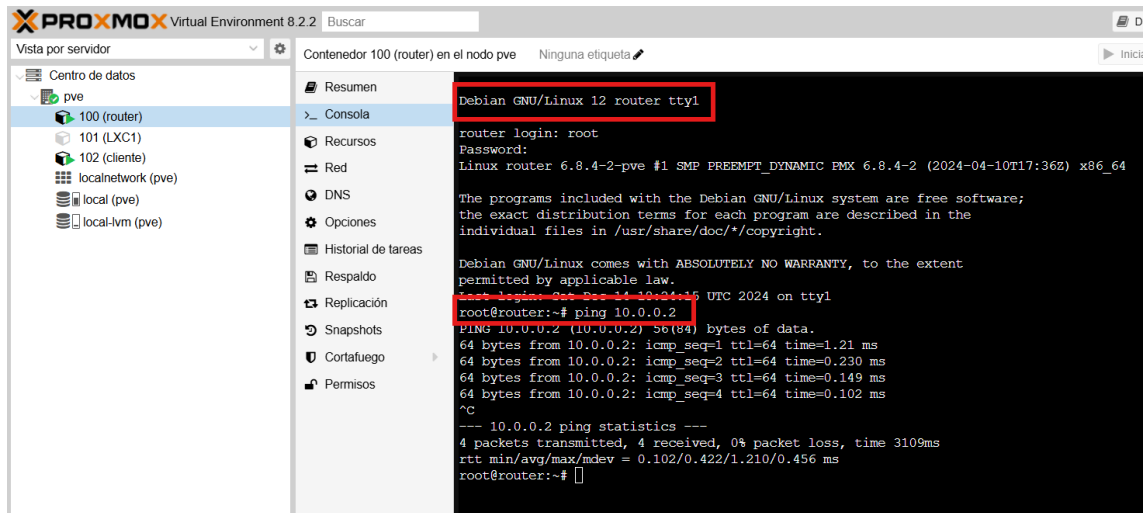 PROXMOX Virtual Environment 8.2.2 Buscar
Vista por servidor
Contenedor 100 (router) en el nodo pve Ninguna etiqueta
Centro de datos
pve
100 (router)
101 (LXC1)
102 (cliente)
localnetwork (pve)
local (pve)
local-lvm (pve)
Resumen
>_ Consola
Recursos
Red
DNS
Opciones
Historial de tareas
Respaldo
Replicación
Snapshots
Cortafuego
Permisos
Debian GNU/Linux 12 router tty1
router login: root
Password:
Linux router 6.8.4-2-pve #1 SMP PREEMPT_DYNAMIC PMX 6.8.4-2 (2024-04-10T17:36Z) x86_64
The programs included with the Debian GNU/Linux system are free software;
the exact distribution terms for each program are described in the
individual files in /usr/share/doc/*/copyright.
Debian GNU/Linux comes with ABSOLUTELY NO WARRANTY, to the extent
permitted by applicable law.
Last login: Sat Dec 14 UTC 2024 on tty1
root@router:~# ping 10.0.0.2
PING 10.0.0.2 (10.0.0.2) 56(84) bytes of data.
64 bytes from 10.0.0.2: icmp_seq=1 ttl=64 time=1.21 ms
64 bytes from 10.0.0.2: icmp_seq=2 ttl=64 time=0.230 ms
64 bytes from 10.0.0.2: icmp_seq=3 ttl=64 time=0.149 ms
64 bytes from 10.0.0.2: icmp_seq=4 ttl=64 time=0.102 ms
^C
--- 10.0.0.2 ping statistics ---
4 packets transmitted, 4 received, 0% packet loss, time 3109ms
rtt min/avg/max/mdev = 0.102/0.422/1.210/0.456 ms
root@router:~#